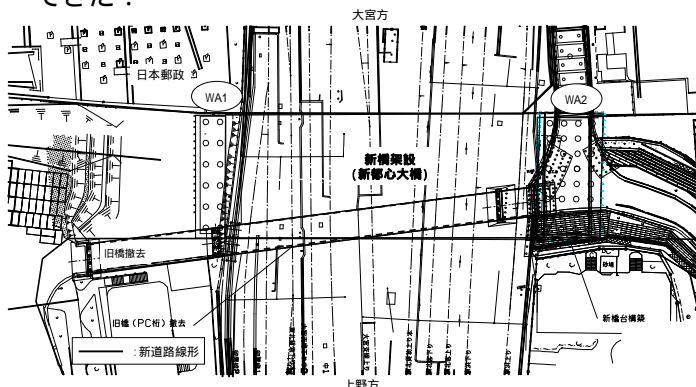 できた！
大宮方
日本郵政
WA1
WA2
新橋架設
(新都心大橋)
旧橋撤去
砂場
旧橋（PC桁）撤去
新橋台構築
：新道路線形
上野方